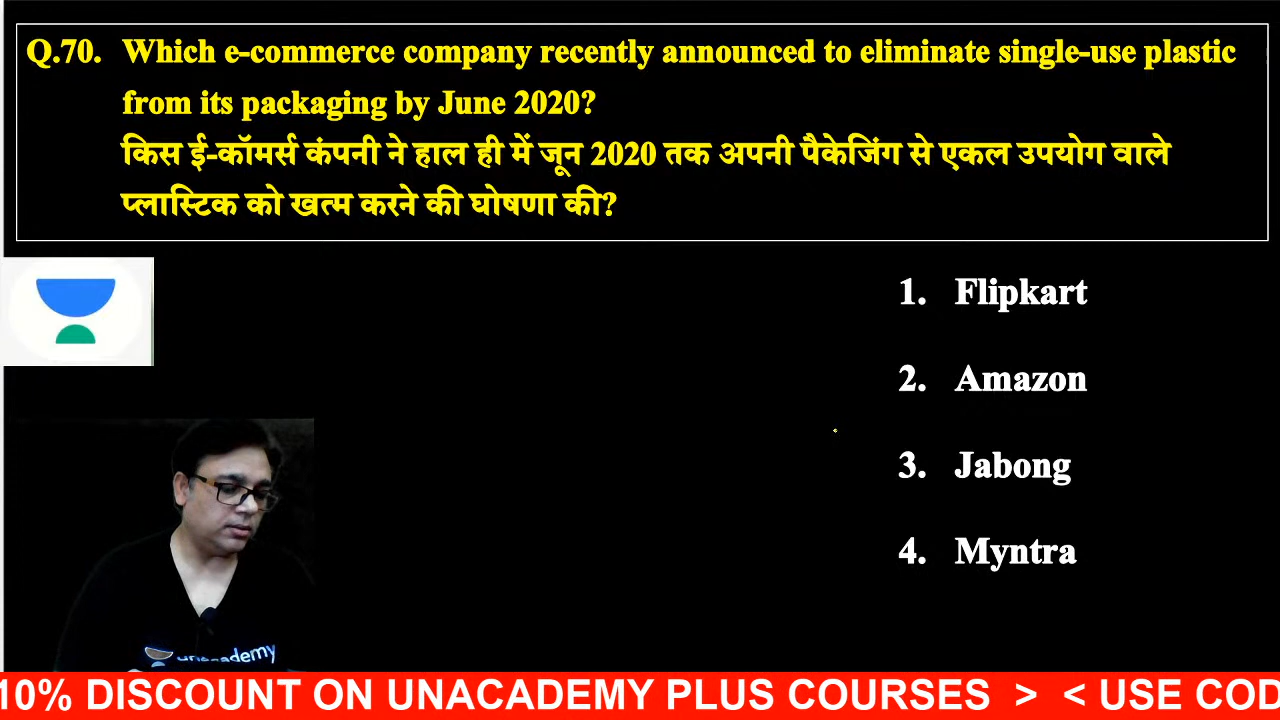 Q.70. Which e-commerce company recently announced to eliminate single-use plastic
from its packaging by June 2020?
किस ई-कॉमर्स कंपनी ने हाल ही में जून 2020 तक अपनी पैकेजिंग से एकल उपयोग वाले
प्लास्टिक को खत्म करने की घोषणा की?
1. Flipkart
2. Amazon
3. Jabong
4. Myntra
unacademy
10% DISCOUNT ON UNACADEMY PLUS COURSES > < USE COD